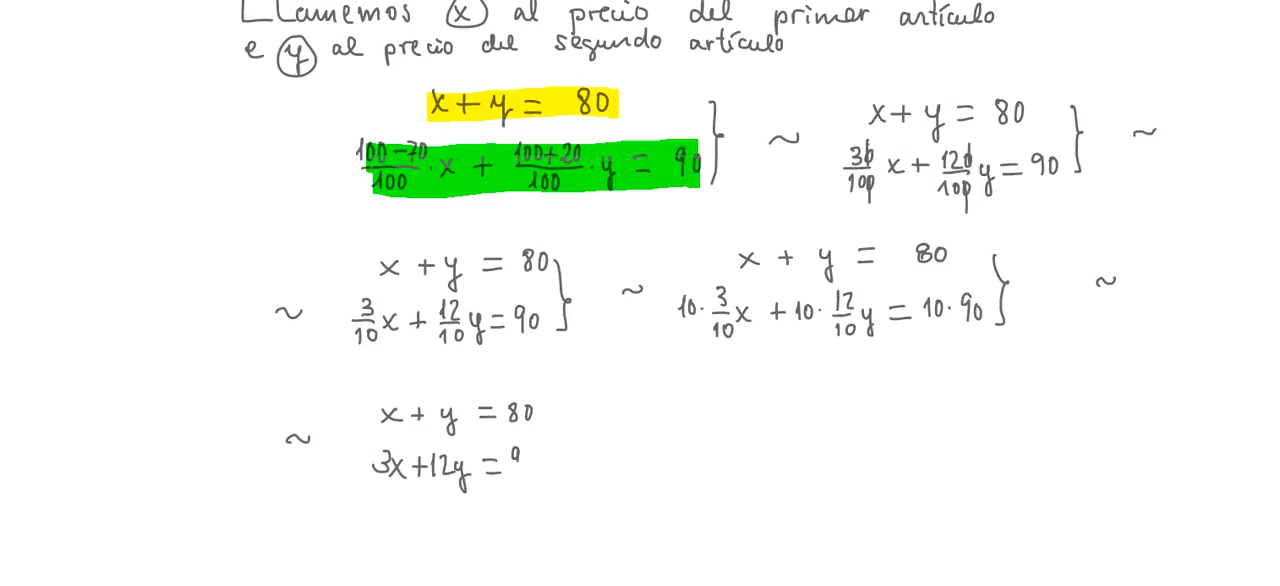 Llamemos x al precio del primer artículo
e y al precio del segundo artículo
x + y = 80
100-70/100 · x + 100+20/100 · y = 90 } ~
x + y = 80
30/100 x + 120/100 y = 90 } ~
~ x + y = 80
3/10 x + 12/10 y = 90 } ~
x + y = 80
10 · 3/10 x + 10 · 12/10 y = 10 · 90 } ~
~ x + y = 80
3x + 12y = 9